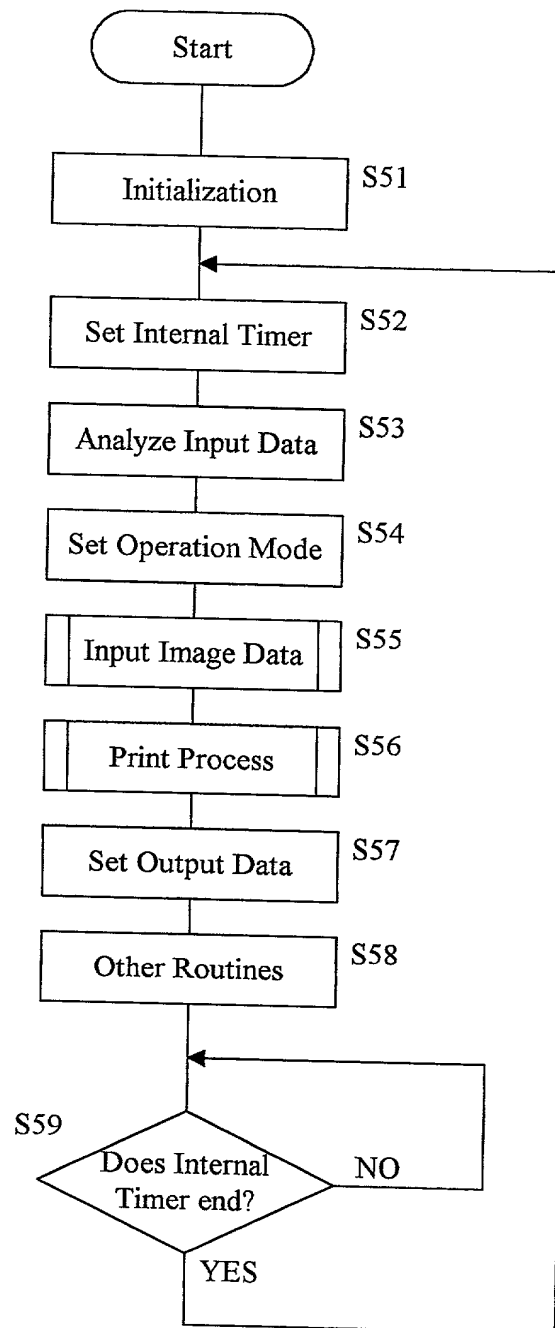 Start
Initialization
S51
Set Internal Timer
S52
Analyze Input Data
S53
Set Operation Mode
S54
Input Image Data
S55
Print Process
S56
Set Output Data
S57
Other Routines
S58
S59
Does Internal
Timer end?
NO
YES